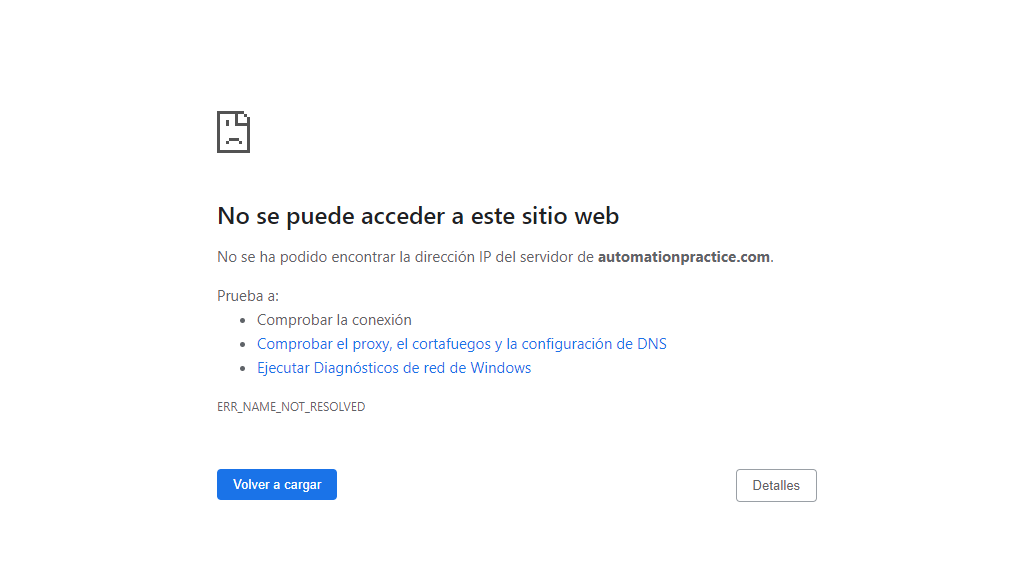 No se puede acceder a este sitio web
No se ha podido encontrar la dirección IP del servidor de automationpractice.com.
Prueba a:
Comprobar la conexión
Comprobar el proxy, el cortafuegos y la configuración de DNS
Ejecutar Diagnósticos de red de Windows
ERR_NAME_NOT_RESOLVED
Volver a cargar
Detalles